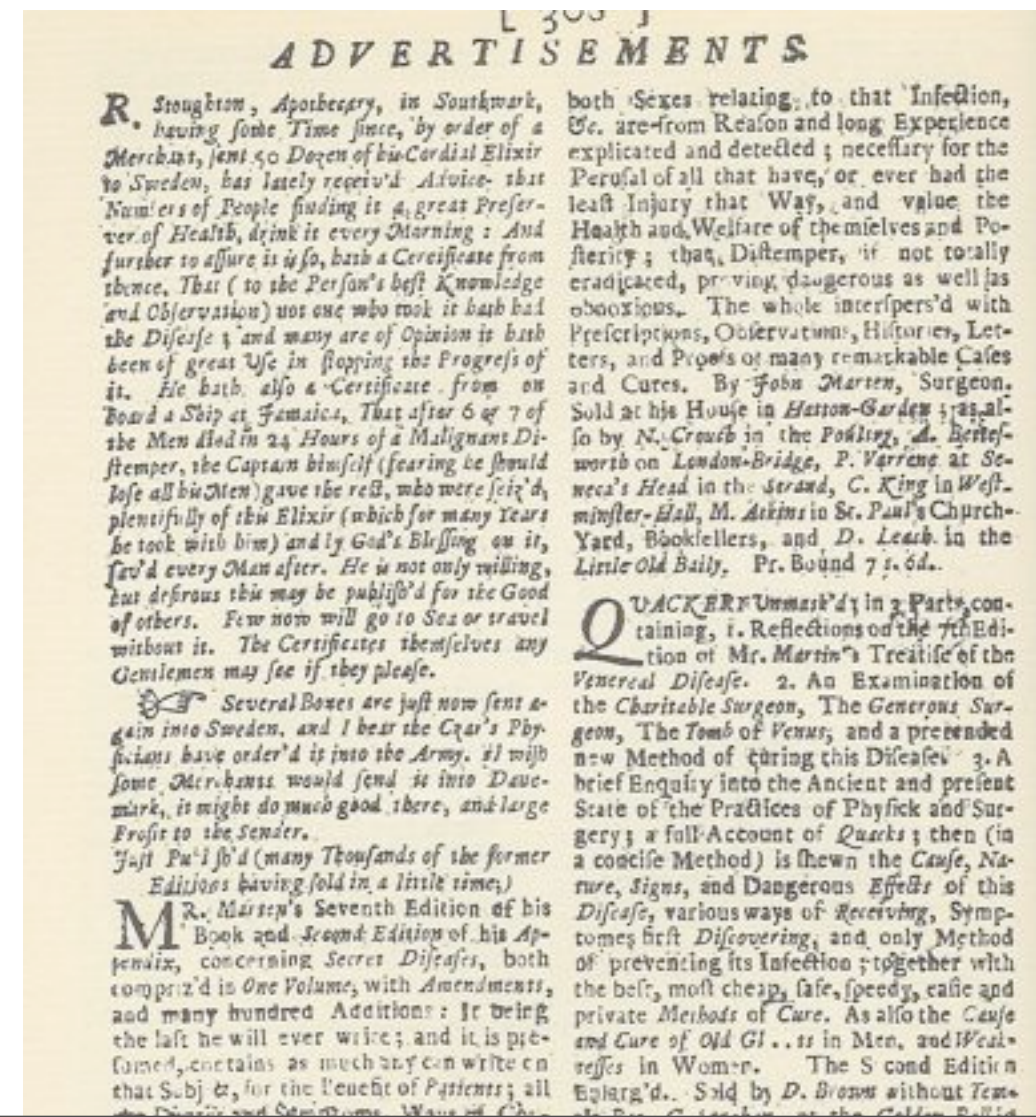 ADVERTISEMENTS.
R. Stoughton, Apothecary, in Southwark,
having ſome Time ſince, by order of a
Merchant, ſent 50 Dozen of his Cordial Elixir
to Sweden, has lately receiv'd Advice that
Numbers of People finding it a great Preſer-
ver of Health, drink it every Morning : And
further to aſſure it is ſo, hath a Certificate from
thence, That ( to the Perſon's beſt Knowledge
and Obſervation) not one who took it hath had
the Diſeaſe ; and many are of Opinion it hath
been of great Uſe in ſtopping the Progreſs of
it. He hath alſo a Certificate from on
Board a Ship at Jamaica, That after 6 or 7 of
the Men died in 24 Hours of a Malignant Di-
ſtemper, the Captain himſelf (fearing he ſhould
loſe all his Men) gave the reſt, who were ſeiz'd,
plentifully of this Elixir (which for many Years
he took with him) and by God's Bleſſing on it,
ſav'd every Man after. He is not only willing,
but deſirous this may be publiſh'd for the Good
of others. Few now will go to Sea or travel
without it. The Certificates themſelves any
Gentlemen may ſee if they pleaſe.
☞ Several Boxes are juſt now ſent a-
gain into Sweden, and I hear the Czar's Phy-
ſicians have order'd it into the Army. I wiſh
ſome Merchants would ſend it into Dave-
mark, it might do much good there, and large
Profit to the Sender.
Juſt Publiſh'd (many Thouſands of the former
Editions having ſold in a little time;)
MR. Marten's Seventh Edition of his
Book and Second Edition of his Ap-
pendix, concerning Secret Diſeaſes, both
compriz'd in One Volume, with Amendments,
and many hundred Additions : It being
the laſt he will ever write ; and it is pre-
ſumed, contains as much any can write on
that Subject, for the Benefit of Patients ; all
both Sexes relating to that Infection,
&c. are from Reaſon and long Experience
explicated and detected ; neceſſary for the
Peruſal of all that have, or ever had the
leaſt Injury that Way, and value the
Health and Welfare of themſelves and Po-
ſterity ; that Diſtemper, if not totally
eradicated, proving dangerous as well as
obnoxious. The whole interſpers'd with
Preſcriptions, Obſervations, Hiſtories, Let-
ters, and Proofs of many remarkable Caſes
and Cures. By John Marten, Surgeon.
Sold at his Houſe in Hatton-Garden ; as al-
ſo by N. Crouch in the Poultry, A. Betteſ-
worth on London-Bridge, P. Varrene at Se-
neca's Head in the Strand, C. King in Weſt-
minſter-Hall, M. Atkins in St. Paul's Church-
Yard, Bookſellers, and D. Leach in the
Little Old Baily. Pr. Bound 7 s. 6d.
QUACKERY Unmask'd ; in 3 Parts, con-
taining, 1. Reflections on the 7th Edi-
tion of Mr. Martin's Treatiſe of the
Venereal Diſeaſe. 2. An Examination of
the Charitable Surgeon, The Generous Sur-
geon, The Tomb of Venus, and a pretended
new Method of curing this Diſeaſe. 3. A
brief Enquiry into the Ancient and preſent
State of the Practices of Phyſick and Sur-
gery ; a full Account of Quacks ; then (in
a conciſe Method) is ſhewn the Cauſe, Na-
ture, Signs, and Dangerous Effects of this
Diſeaſe, various ways of Receiving, Symp-
tomes firſt Diſcovering, and only Method
of preventing its Infection ; together with
the beſt, moſt cheap, ſafe, ſpeedy, eaſie and
private Methods of Cure. As alſo the Cauſe
and Cure of Old Gl . . ts in Men, and Weak-
neſſes in Women. The Second Edition
Enlarg'd. Sold by D. Brown without Tem-